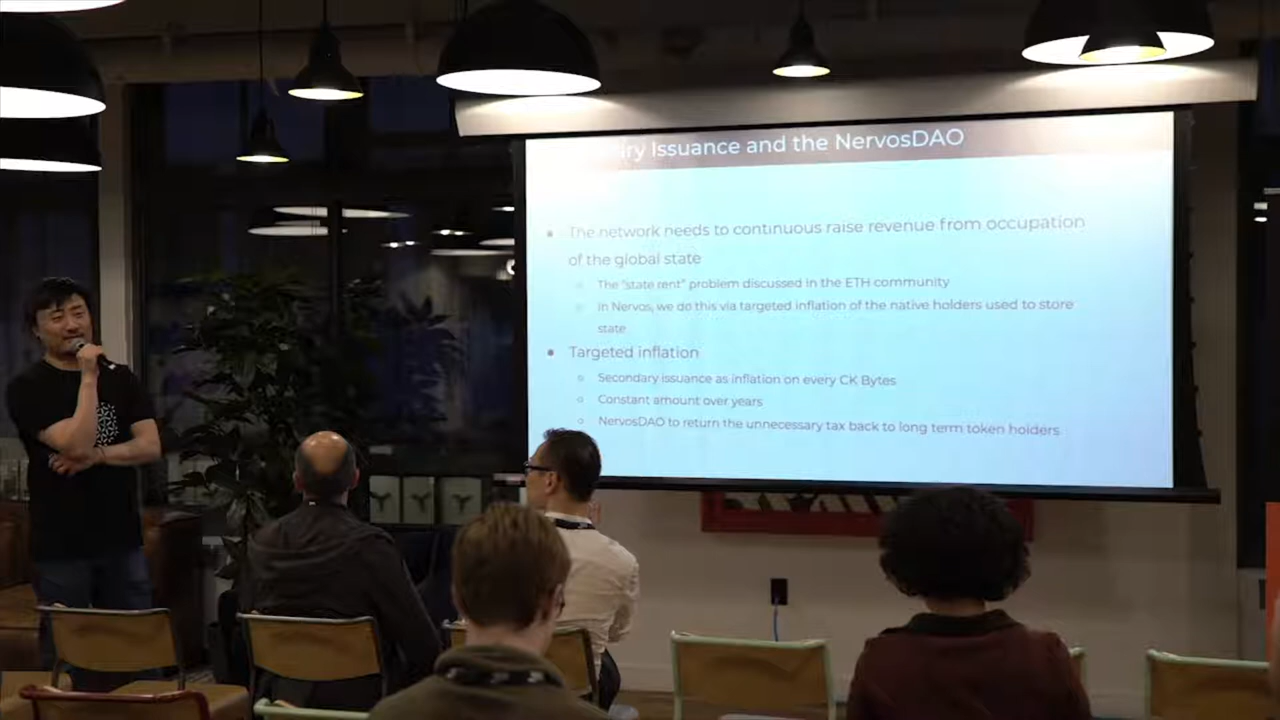 Issuance and the NervosDAO
The network needs to continuous raise revenue from occupation
of the global state
The "state rent" problem discussed in the ETH community
In Nervos, we do this via targeted inflation of the native holders used to store
state
Targeted inflation
Secondary issuance as inflation on every CK Bytes
Constant amount over years
NervosDAO to return the unnecessary tax back to long term token holders